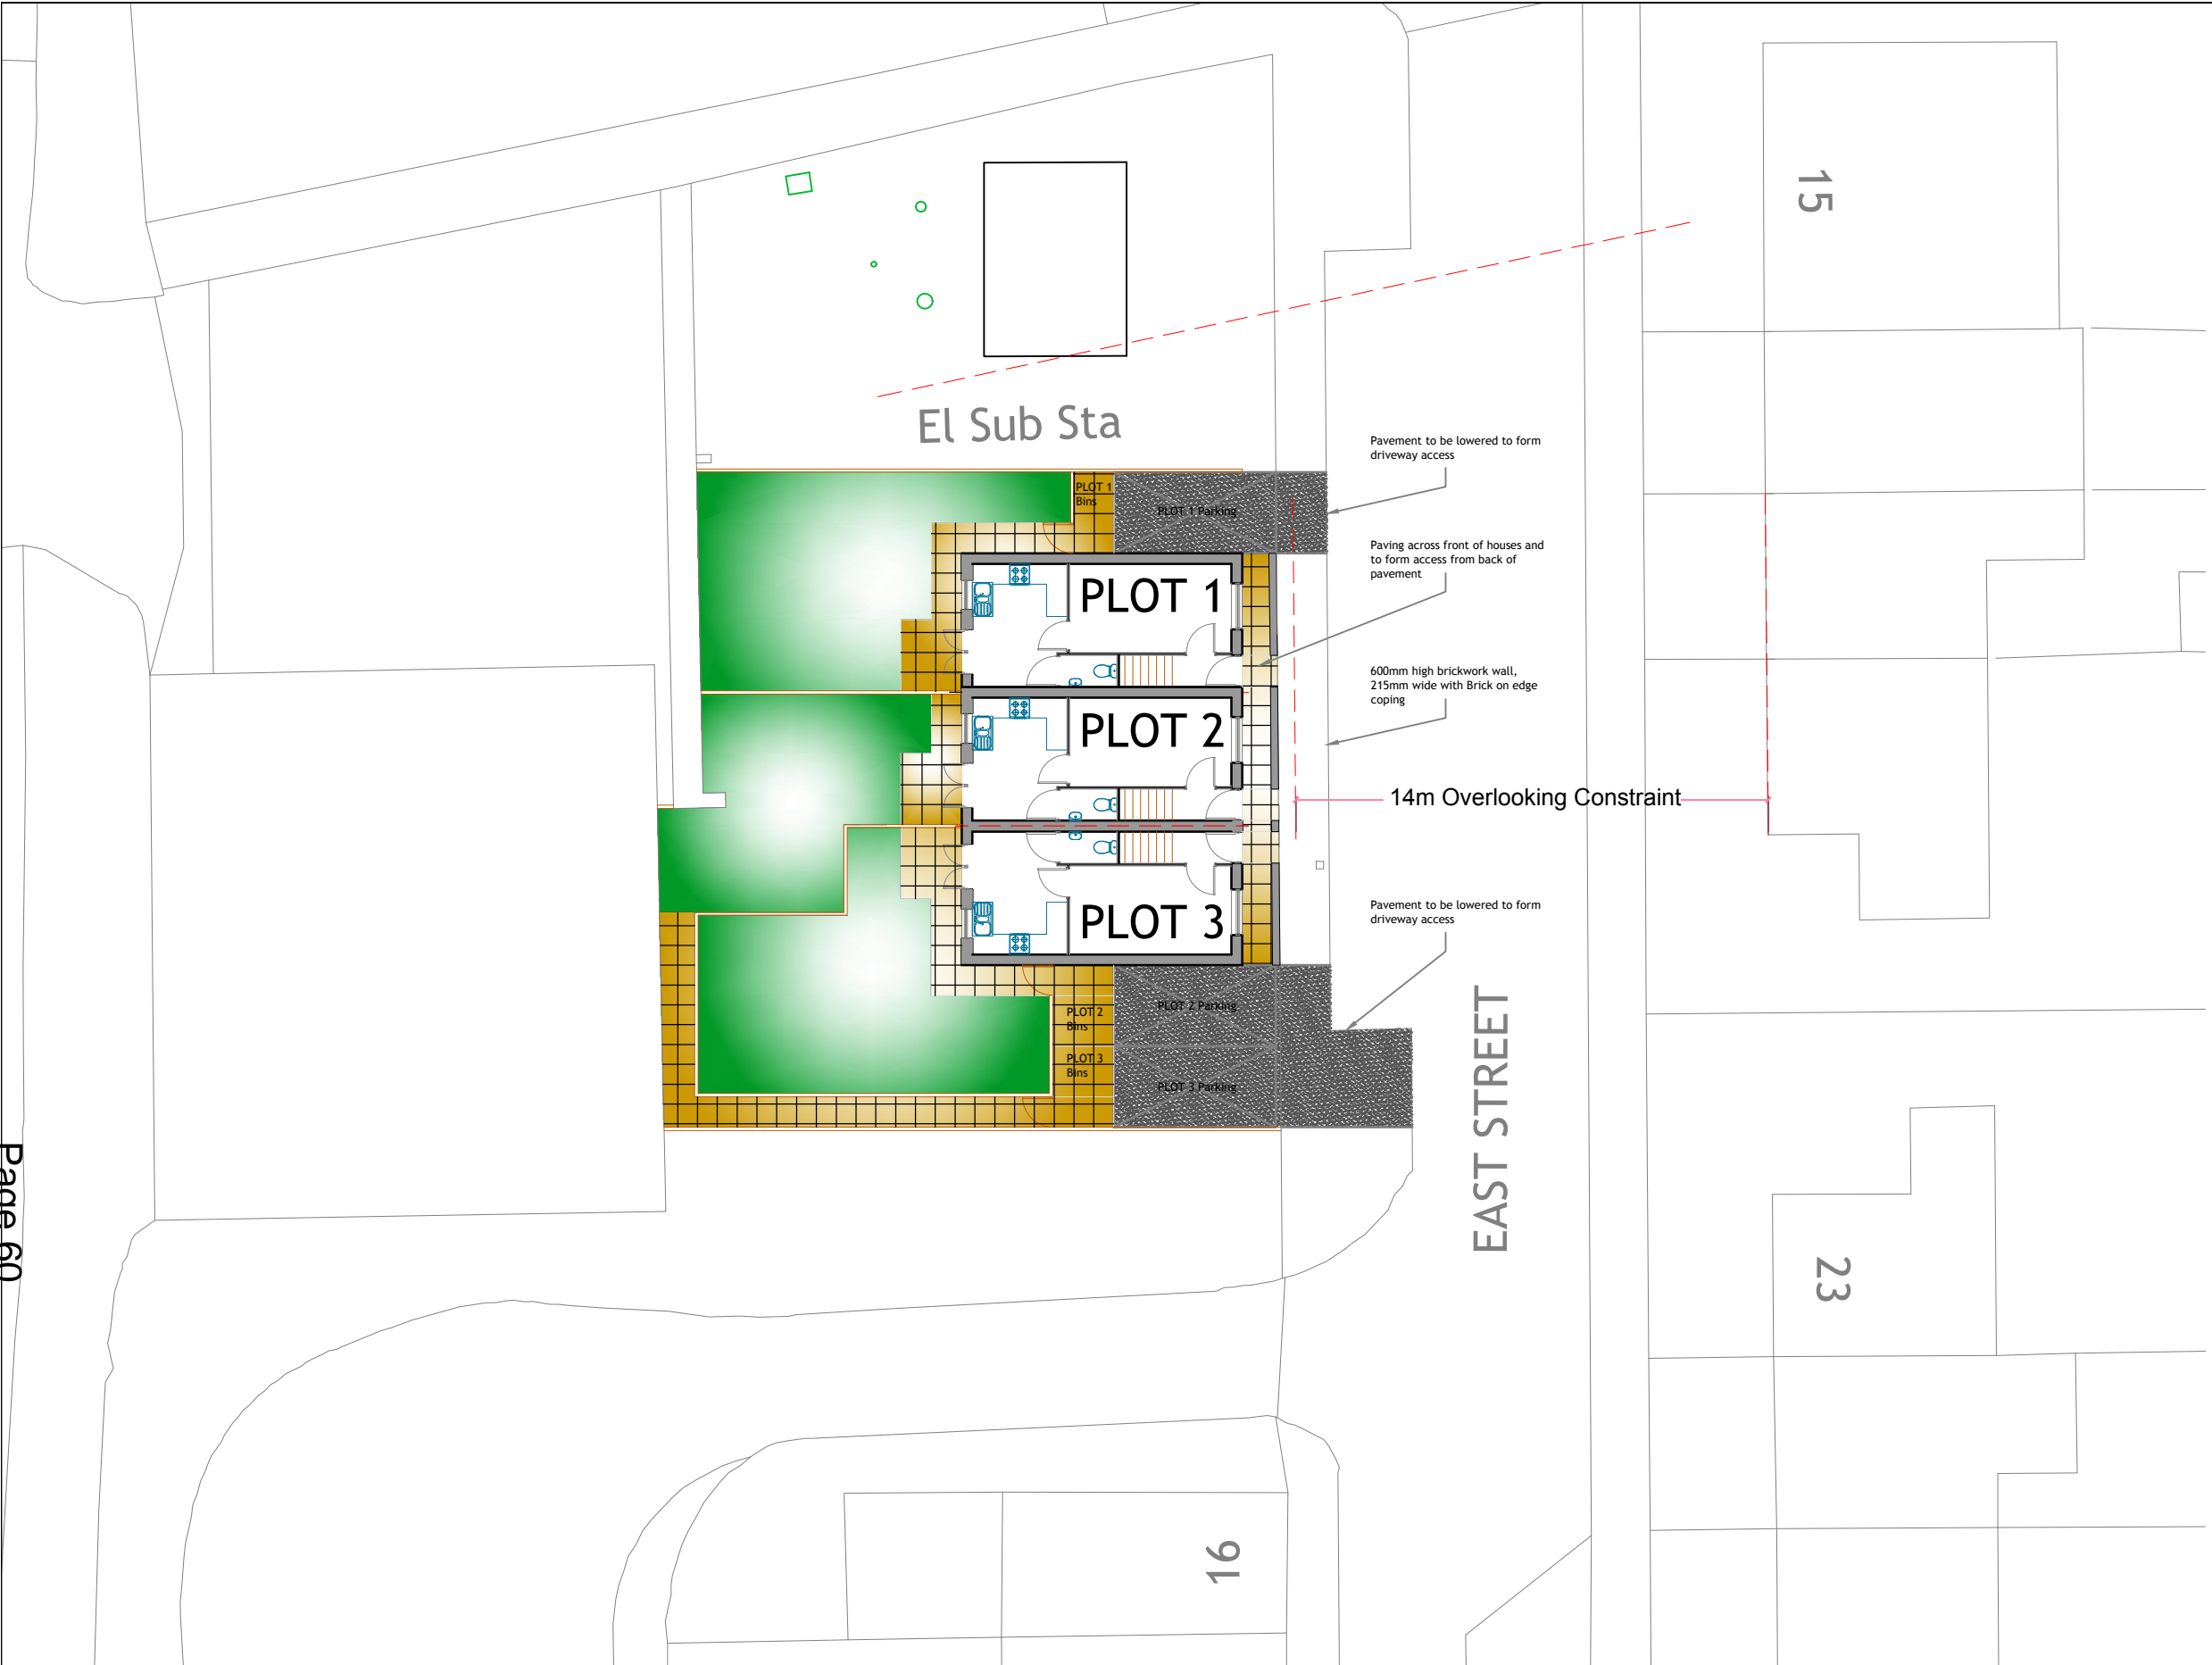 15
El Sub Sta
Pavement to be lowered to form
driveway access
PLOT 1
Bins
PLOT 1 Parking
Paving across front of houses and
to form access from back of
pavement
PLOT 1
600mm high brickwork wall,
215mm wide with Brick on edge
coping
PLOT 2
14m Overlooking Constraint
Pavement to be lowered to form
driveway access
PLOT 3
PLOT 2 Parking
PLOT 2
Bins
PLOT 3
Bins
PLOT 3 Parking
EAST STREET
Page 60
23
16